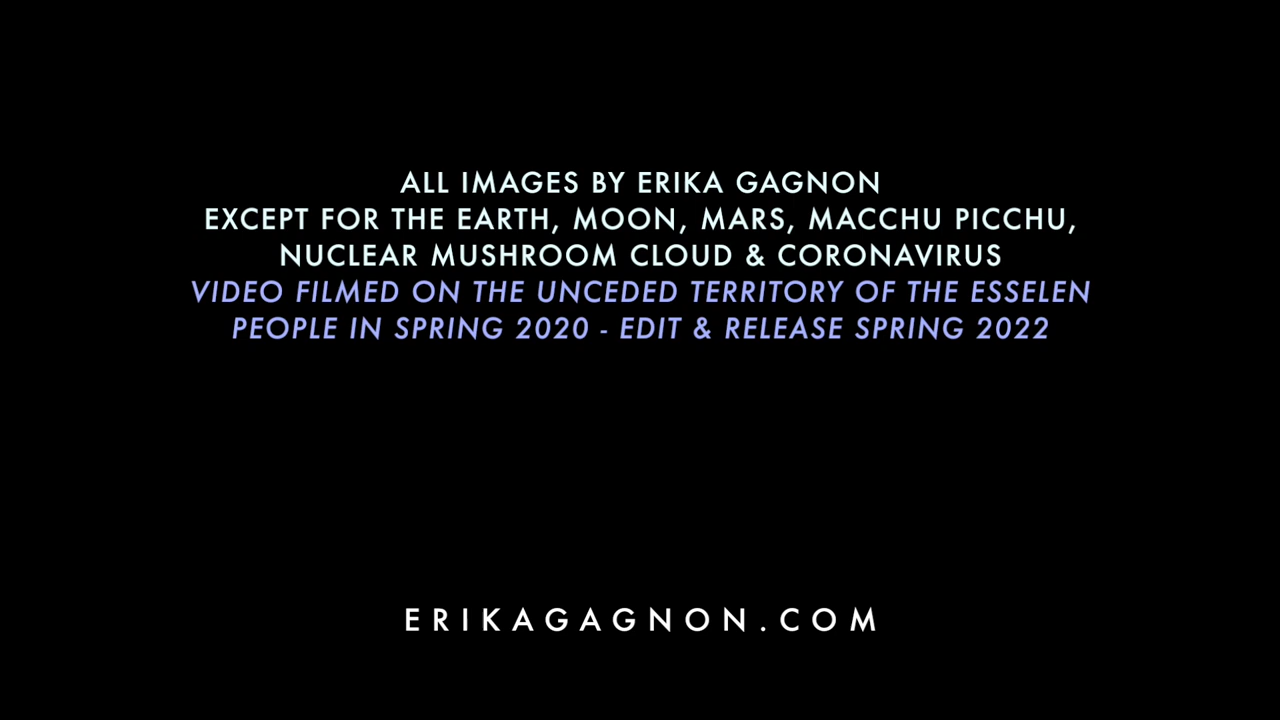 ALL IMAGES BY ERIKA GAGNON
EXCEPT FOR THE EARTH, MOON, MARS, MACCHU PICCHU,
NUCLEAR MUSHROOM CLOUD & CORONAVIRUS
VIDEO FILMED ON THE UNCEDED TERRITORY OF THE ESSELEN
PEOPLE IN SPRING 2020 - EDIT & RELEASE SPRING 2022
ERIKAGAGNON.COM